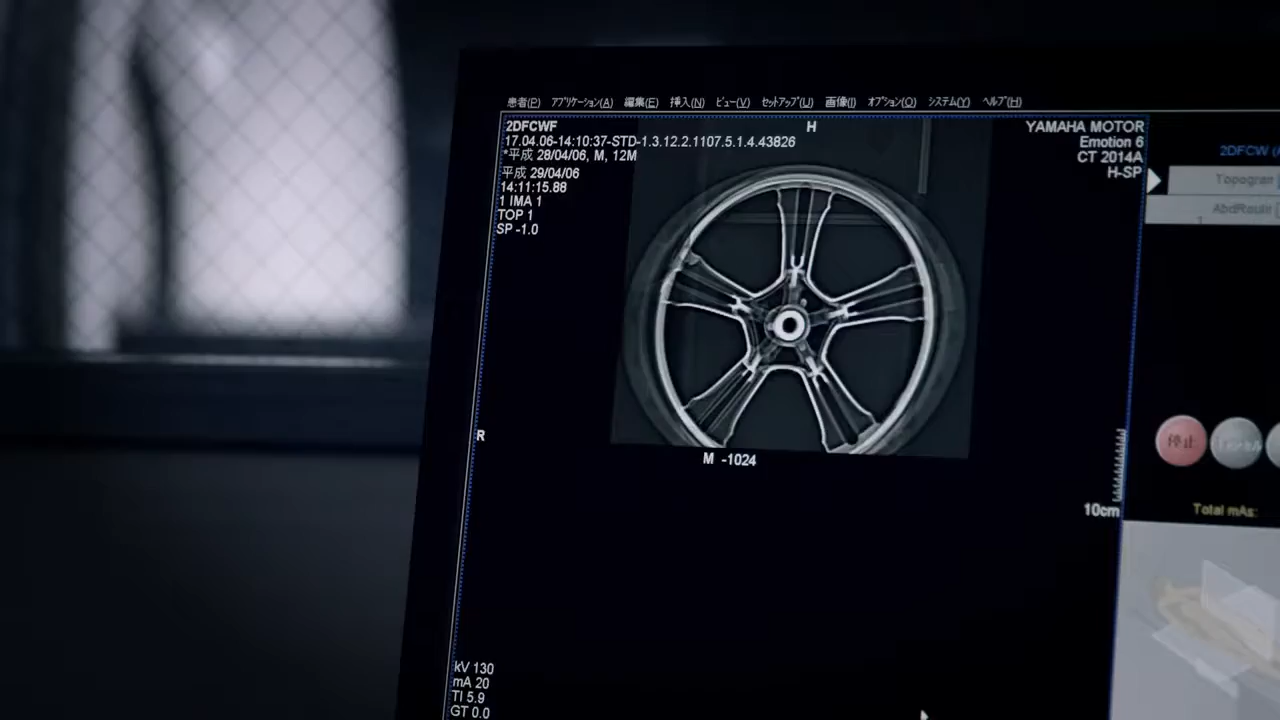 患者(P) アプリケーション(A) 編集(E) 挿入(N) ビュー(V) セットアップ(U) 画像(I) オプション(O) システム(Y) ヘルプ(H)
2DFCWF
17.04.06-14:10:37-STD-1.3.12.2.1107.5.1.4.43826
*平成 28/04/06, M, 12M
平成 29/04/06
14:11:15.88
1 IMA 1
TOP 1
SP -1.0
H
YAMAHA MOTOR
Emotion 6
CT 2014A
H-SP
R
M -1024
10cm
kV 130
mA 20
TI 5.9
GT 0.0
2DFCW
Topogram
停止
キャンセル
Total mAs: